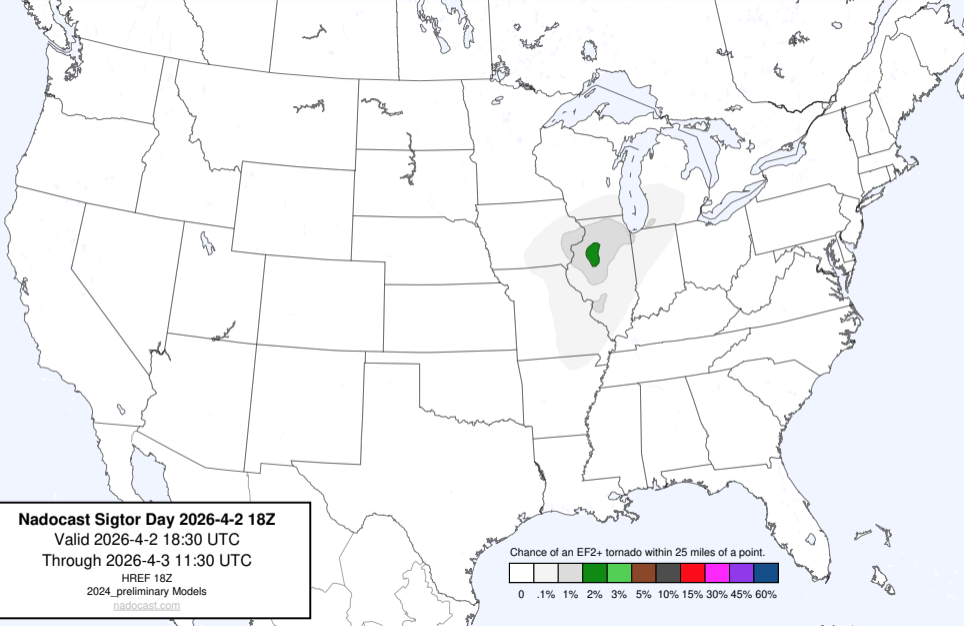 Nadocast Sigtor Day 2026-4-2 18Z
Valid 2026-4-2 18:30 UTC
Through 2026-4-3 11:30 UTC
HREF 18Z
2024_preliminary Models
nadocast.com
Chance of an EF2+ tornado within 25 miles of a point.
0 .1% 1% 2% 3% 5% 10% 15% 30% 45% 60%